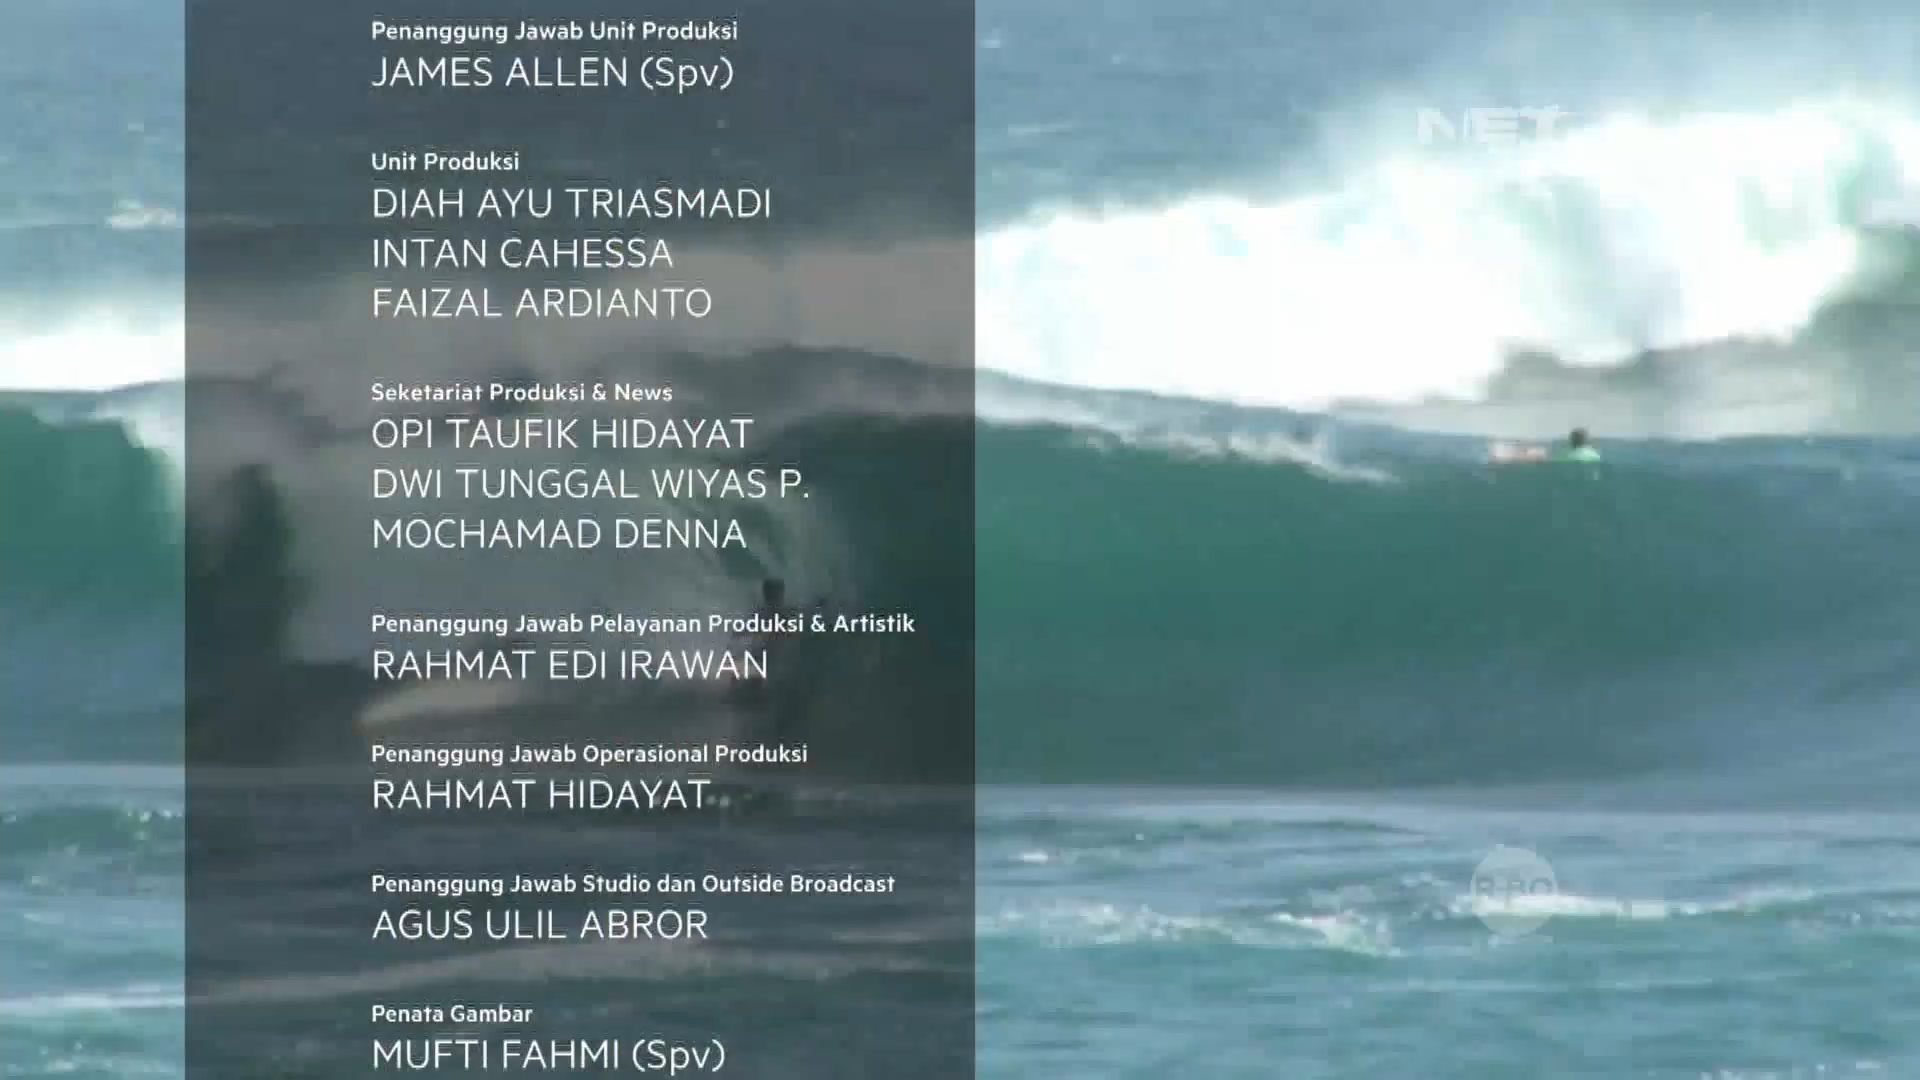 Penanggung Jawab Unit Produksi
JAMES ALLEN (Spv)
Unit Produksi
DIAH AYU TRIASMADI
INTAN CAHESSA
FAIZAL ARDIANTO
Seketariat Produksi & News
OPI TAUFIK HIDAYAT
DWI TUNGGAL WIYAS P.
MOCHAMAD DENNA
Penanggung Jawab Pelayanan Produksi & Artistik
RAHMAT EDI IRAWAN
Penanggung Jawab Operasional Produksi
RAHMAT HIDAYAT
Penanggung Jawab Studio dan Outside Broadcast
AGUS ULIL ABROR
Penata Gambar
MUFTI FAHMI (Spv)
NET
R-BO